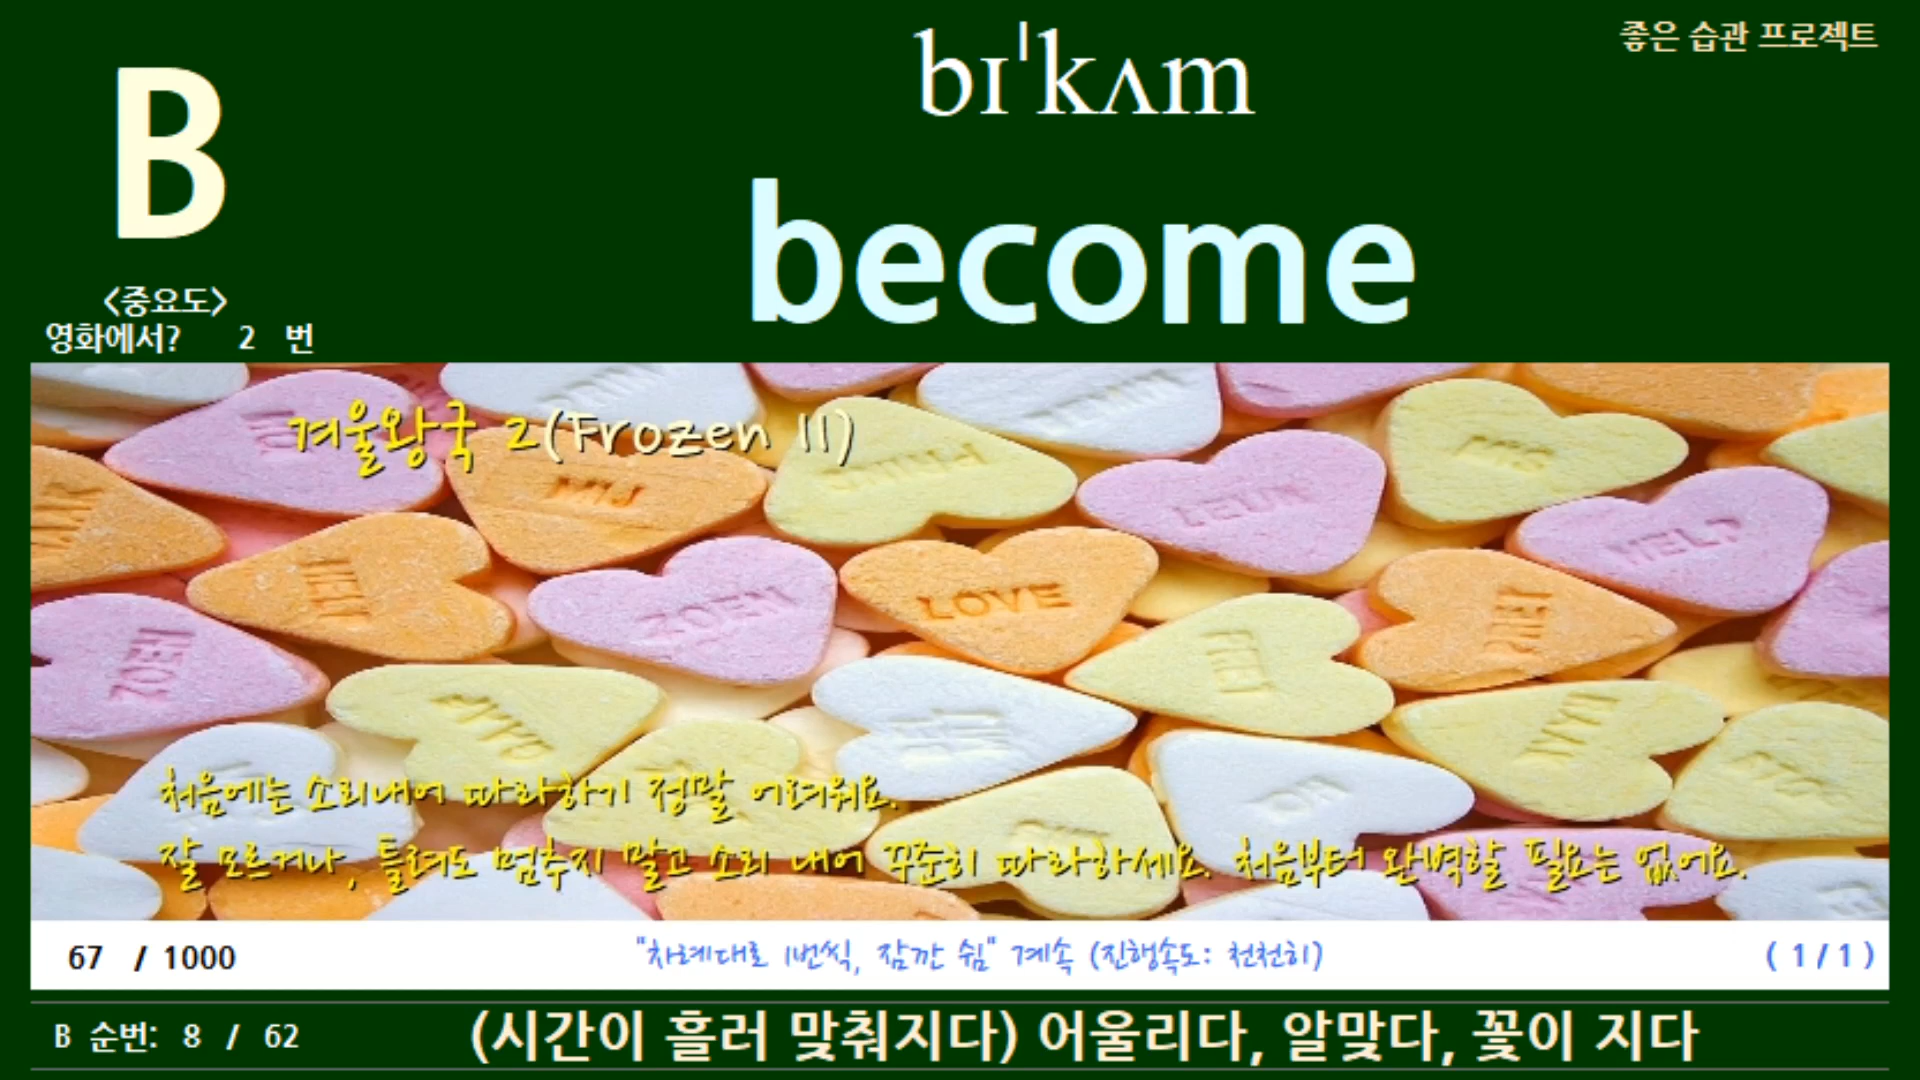 좋은 습관 프로젝트
bɪˈkʌm
B
become
<중요도>
영화에서? 2 번
겨울왕국 2(Frozen II)
MIJ
LEUK
HELP
ZOEN
LOVE
처음에는 소리내어 따라하기 정말 어려워요.
잘 모르거나, 틀려도 멈추지 말고 소리 내어 꾸준히 따라하세요. 처음부터 완벽할 필요는 없어요.
67 / 1000
"차례대로 1번씩, 잠깐 쉼" 계속 (진행속도: 천천히)
( 1 / 1 )
B 순번: 8 / 62
(시간이 흘러 맞춰지다) 어울리다, 알맞다, 꽃이 지다